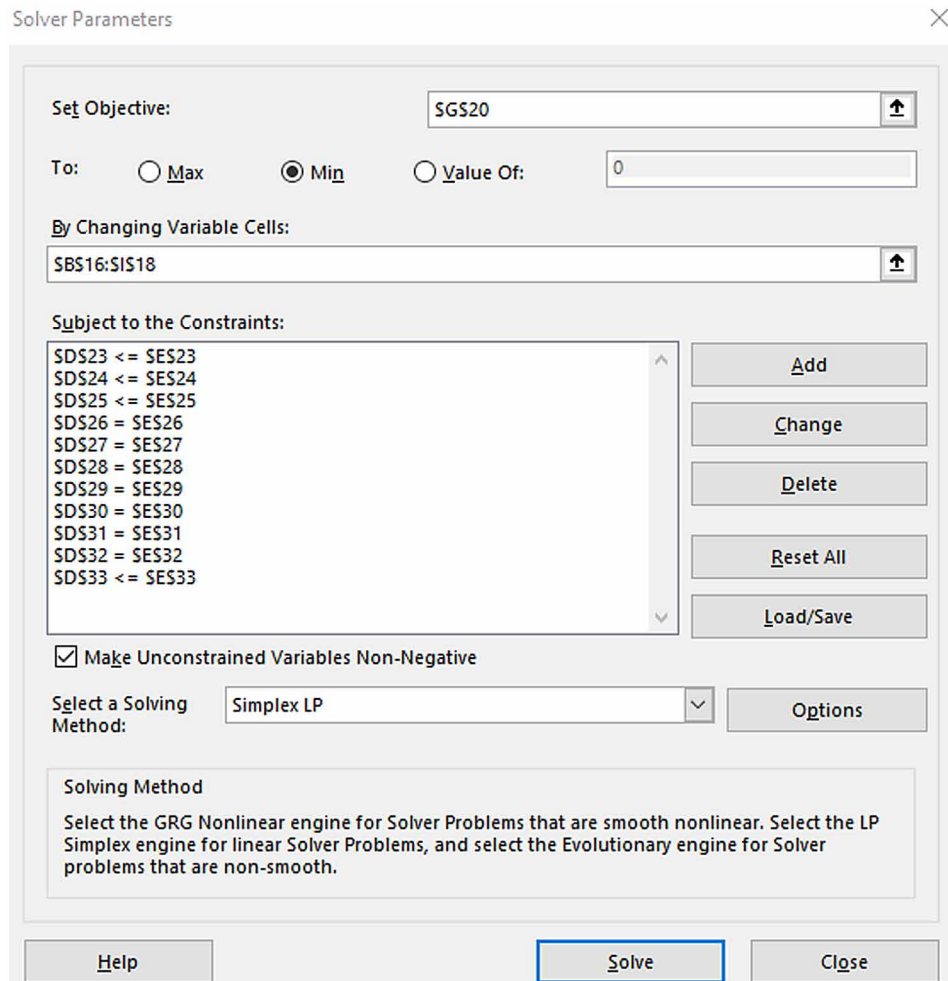 Solver Parameters
Set Objective:
$G$20
To:
Max
Min
Value Of:
0
By Changing Variable Cells:
$B$16:$I$18
Subject to the Constraints:
$D$23 <= $E$23
$D$24 <= $E$24
$D$25 <= $E$25
$D$26 = $E$26
$D$27 = $E$27
$D$28 = $E$28
$D$29 = $E$29
$D$30 = $E$30
$D$31 = $E$31
$D$32 = $E$32
$D$33 <= $E$33
Add
Change
Delete
Reset All
Load/Save
Make Unconstrained Variables Non-Negative
Select a Solving
Method:
Simplex LP
Options
Solving Method
Select the GRG Nonlinear engine for Solver Problems that are smooth nonlinear. Select the LP
Simplex engine for linear Solver Problems, and select the Evolutionary engine for Solver
problems that are non-smooth.
Help
Solve
Close